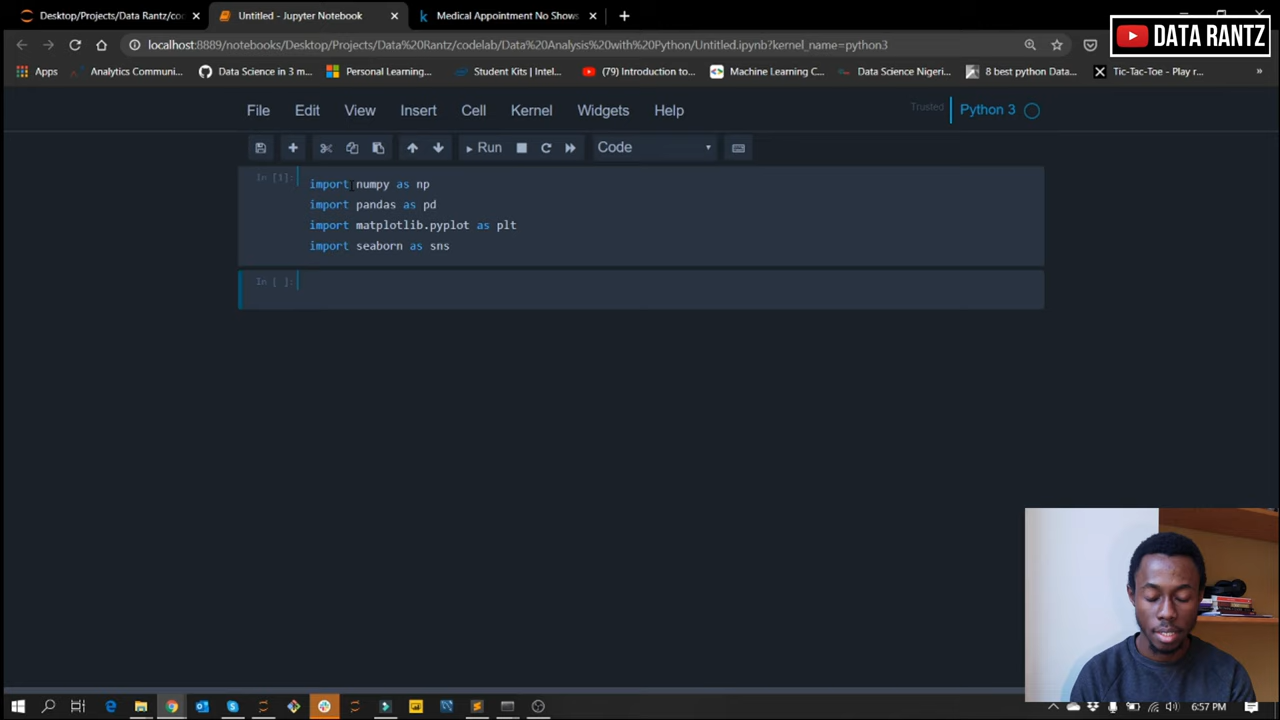 Desktop/Projects/Data Rantz/co
Untitled - Jupyter Notebook
Medical Appointment No Shows
DATA RANTZ
localhost:8889/notebooks/Desktop/Projects/Data%20Rantz/codelab/Data%20Analysis%20with%20Python/Untitled.ipynb?kernel_name=python3
Apps
Analytics Communi...
Data Science in 3 m...
Personal Learning...
Student Kits | Intel...
(79) Introduction to...
Machine Learning C...
Data Science Nigeri...
8 best python Data...
Tic-Tac-Toe - Play r...
»
File
Edit
View
Insert
Cell
Kernel
Widgets
Help
Trusted
Python 3
Run
Code
In [1]:
import numpy as np
import pandas as pd
import matplotlib.pyplot as plt
import seaborn as sns
In [ ]:
6:57 PM